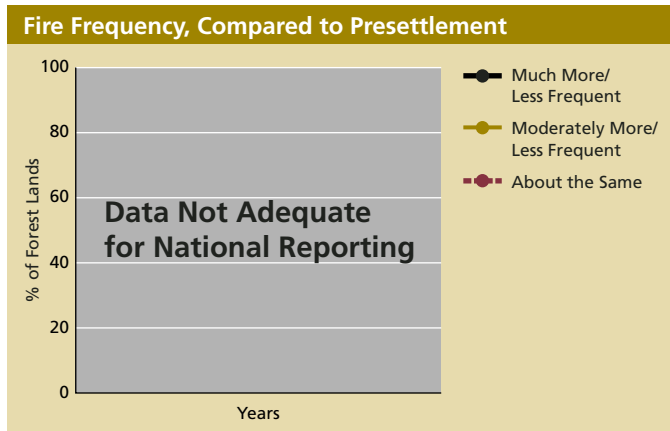 Fire Frequency, Compared to Presettlement
100
80
60
40
20
0
% of Forest Lands
Data Not Adequate
for National Reporting
Years
Much More/
Less Frequent
Moderately More/
Less Frequent
About the Same